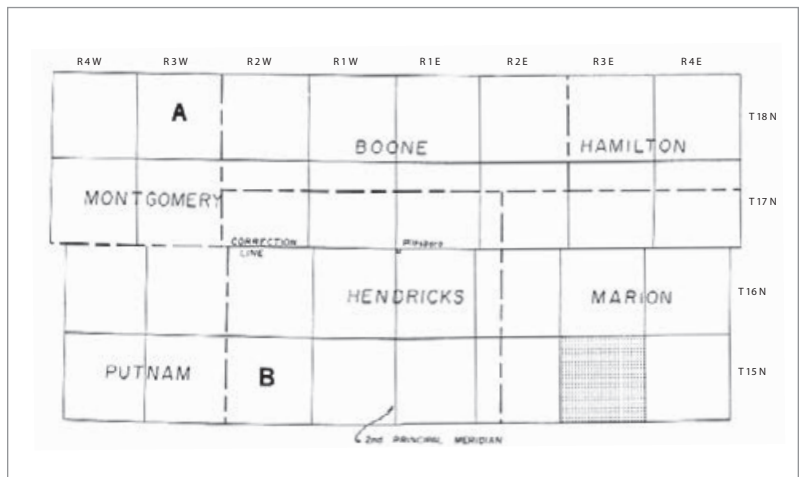 R4W R3W R2W R1W R1E R2E R3E R4E
A
T18N
BOONE HAMILTON
MONTGOMERY
T17N
CORRECTION
LINE
Pittsboro
HENDRICKS MARION
T16N
PUTNAM B
T15N
2nd PRINCIPAL MERIDIAN